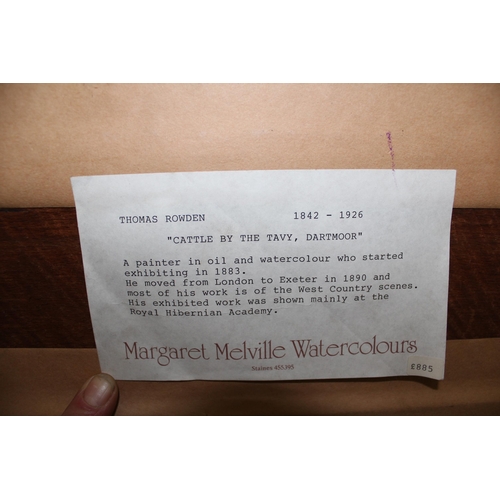 THOMAS ROWDEN 1842 - 1926
"CATTLE BY THE TAVY, DARTMOOR"
A painter in oil and watercolour who started
exhibiting in 1883.
He moved from London to Exeter in 1890 and
most of his work is of the West Country scenes.
His exhibited work was shown mainly at the
Royal Hibernian Academy.
Margaret Melville Watercolours
Staines
£885